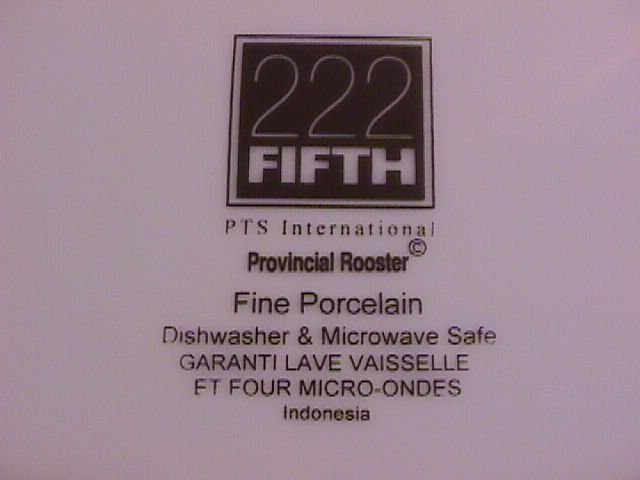 222
FIFTH
PTS International
Provincial Rooster©
Fine Porcelain
Dishwasher & Microwave Safe
GARANTI LAVE VAISSELLE
ET FOUR MICRO-ONDES
Indonesia